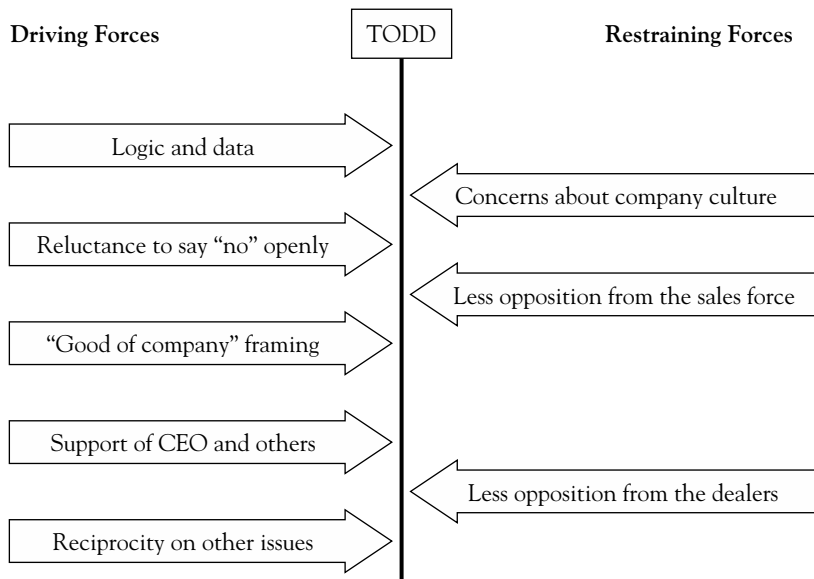 Driving Forces
TODD
Restraining Forces
Logic and data
Concerns about company culture
Reluctance to say “no” openly
Less opposition from the sales force
“Good of company” framing
Support of CEO and others
Less opposition from the dealers
Reciprocity on other issues